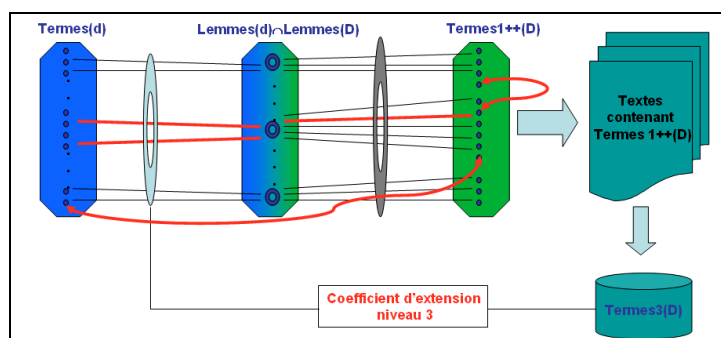 Termes(d)
Lemmes(d)∩Lemmes(D)
Termes1++(D)
Textes
contenant
Termes 1++(D)
Coefficient d'extension
niveau 3
Termes3(D)